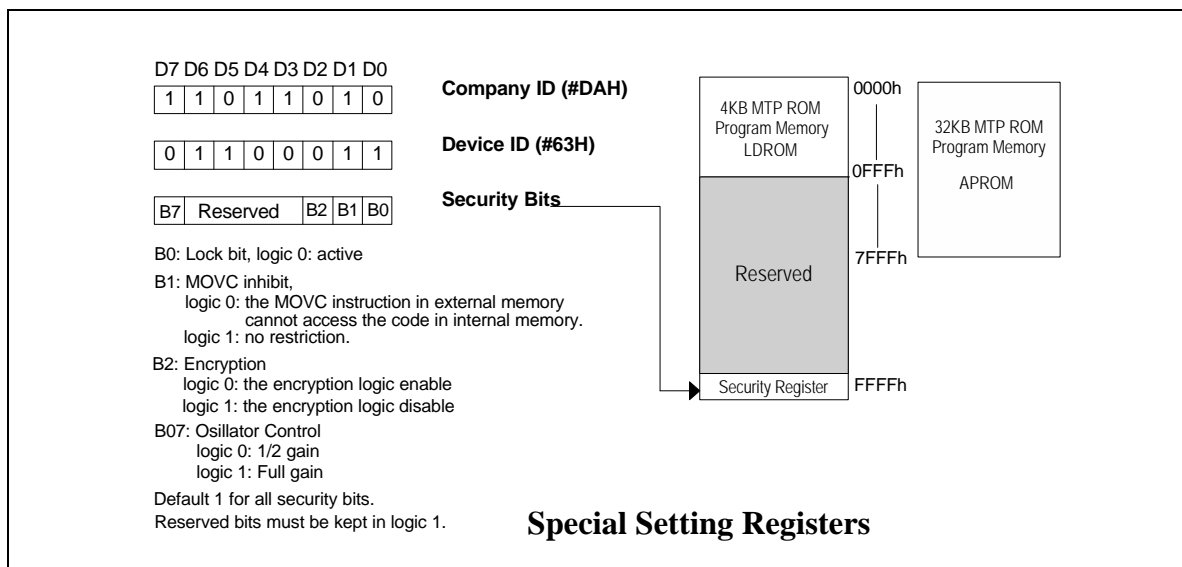 D7 D6 D5 D4 D3 D2 D1 D0
1 1 0 1 1 0 1 0
Company ID (#DAH)
0 1 1 0 0 0 1 1
Device ID (#63H)
B7 Reserved B2 B1 B0
Security Bits
B0: Lock bit, logic 0: active
B1: MOVC inhibit,
logic 0: the MOVC instruction in external memory
cannot access the code in internal memory.
logic 1: no restriction.
B2: Encryption
logic 0: the encryption logic enable
logic 1: the encryption logic disable
B07: Osillator Control
logic 0: 1/2 gain
logic 1: Full gain
Default 1 for all security bits.
Reserved bits must be kept in logic 1.
4KB MTP ROM
Program Memory
LDROM
Reserved
Security Register
0000h
0FFFh
7FFFh
FFFFh
32KB MTP ROM
Program Memory
APROM
Special Setting Registers